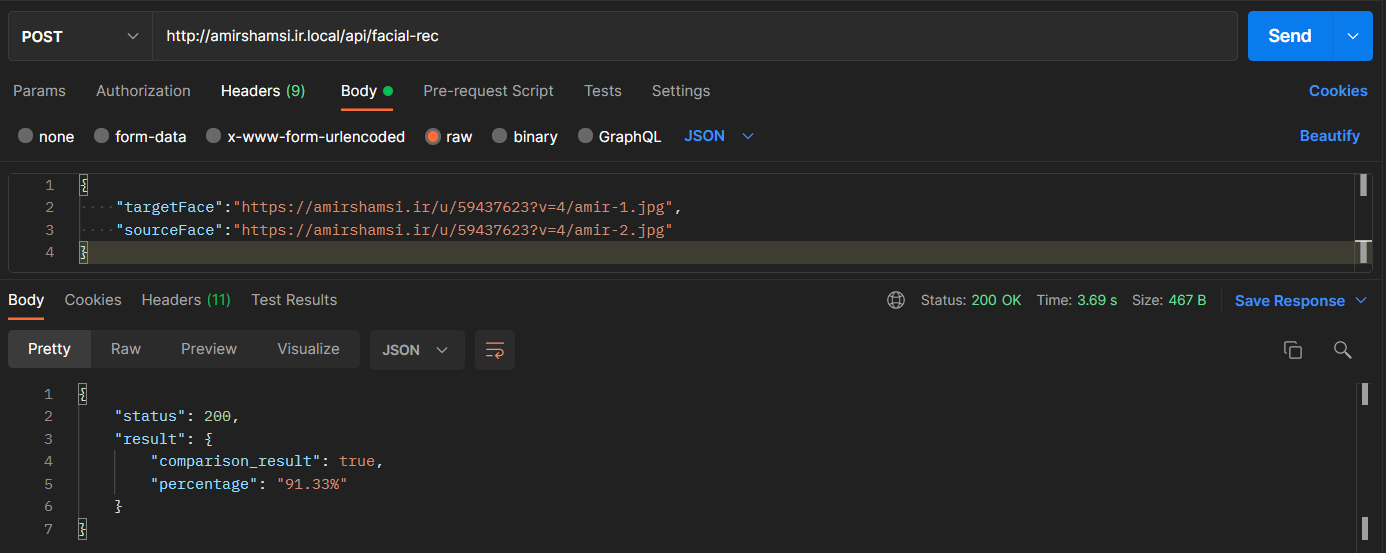 POST http://amirshamsi.ir.local/api/facial-rec Send
Params Authorization Headers (9) Body Pre-request Script Tests Settings Cookies
none form-data x-www-form-urlencoded raw binary GraphQL JSON Beautify
1 {
2 "targetFace":"https://amirshamsi.ir/u/59437623?v=4/amir-1.jpg",
3 "sourceFace":"https://amirshamsi.ir/u/59437623?v=4/amir-2.jpg"
4 }
Body Cookies Headers (11) Test Results Status: 200 OK Time: 3.69 s Size: 467 B Save Response
Pretty Raw Preview Visualize JSON
1 {
2 "status": 200,
3 "result": {
4 "comparison_result": true,
5 "percentage": "91.33%"
6 }
7 }